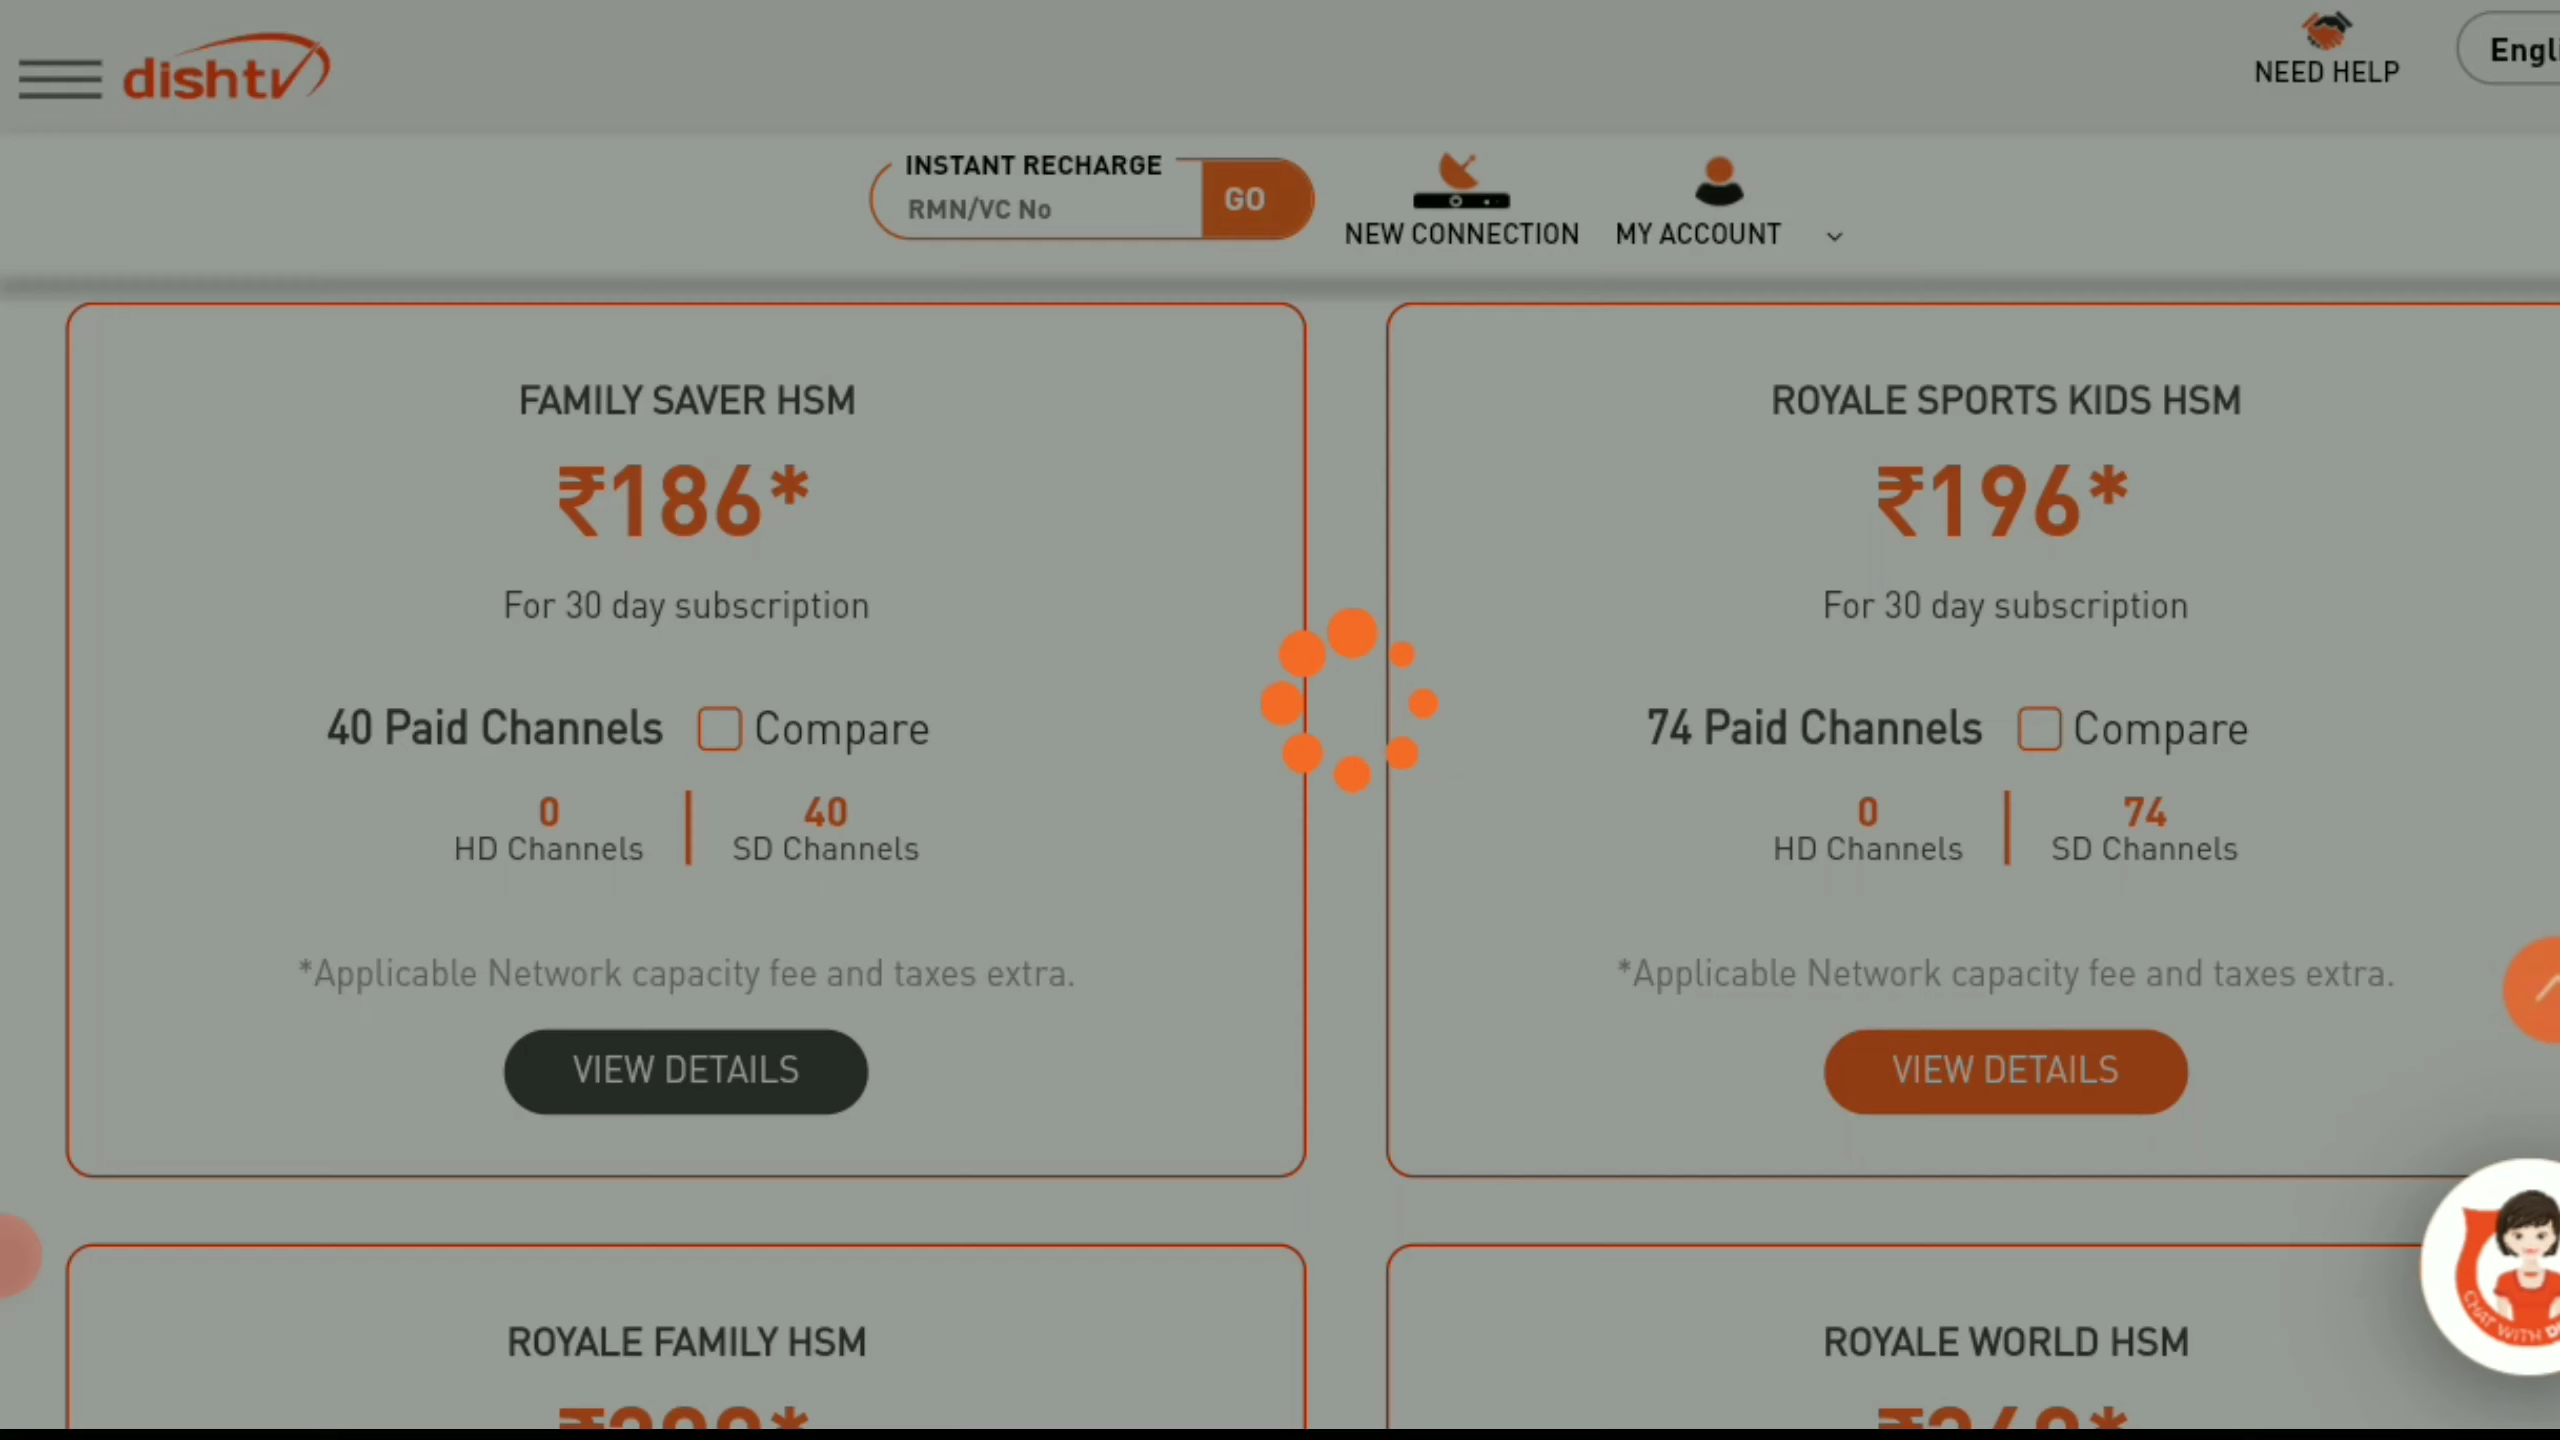 dishtv
NEED HELP
INSTANT RECHARGE
RMN/VC No
GO
NEW CONNECTION
MY ACCOUNT
FAMILY SAVER HSM
₹186*
For 30 day subscription
40 Paid Channels
Compare
0
HD Channels
40
SD Channels
*Applicable Network capacity fee and taxes extra.
VIEW DETAILS
ROYALE SPORTS KIDS HSM
₹196*
For 30 day subscription
74 Paid Channels
Compare
0
HD Channels
74
SD Channels
*Applicable Network capacity fee and taxes extra.
VIEW DETAILS
CHAT WITH
ROYALE FAMILY HSM
ROYALE WORLD HSM